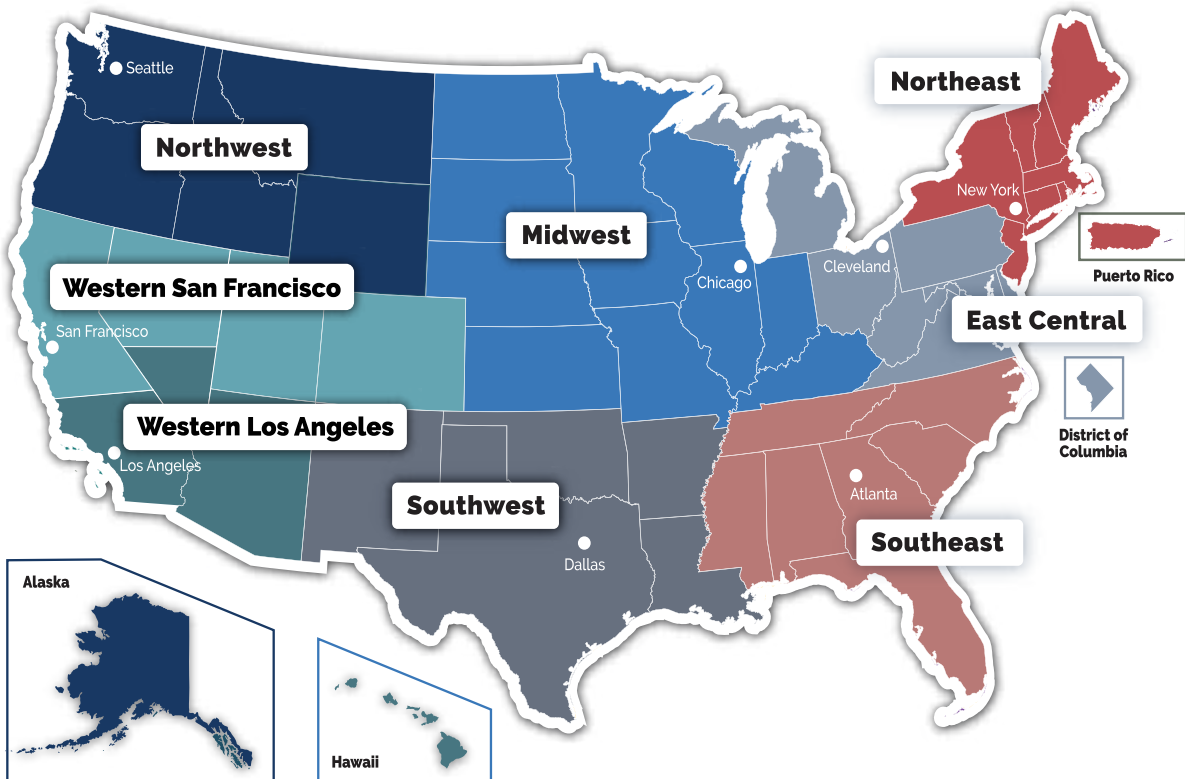 Seattle
Northeast
Northwest
New York
Midwest
Cleveland
Puerto Rico
Chicago
Western San Francisco
East Central
San Francisco
Western Los Angeles
District of
Columbia
Los Angeles
Southwest
Atlanta
Southeast
Dallas
Alaska
Hawaii